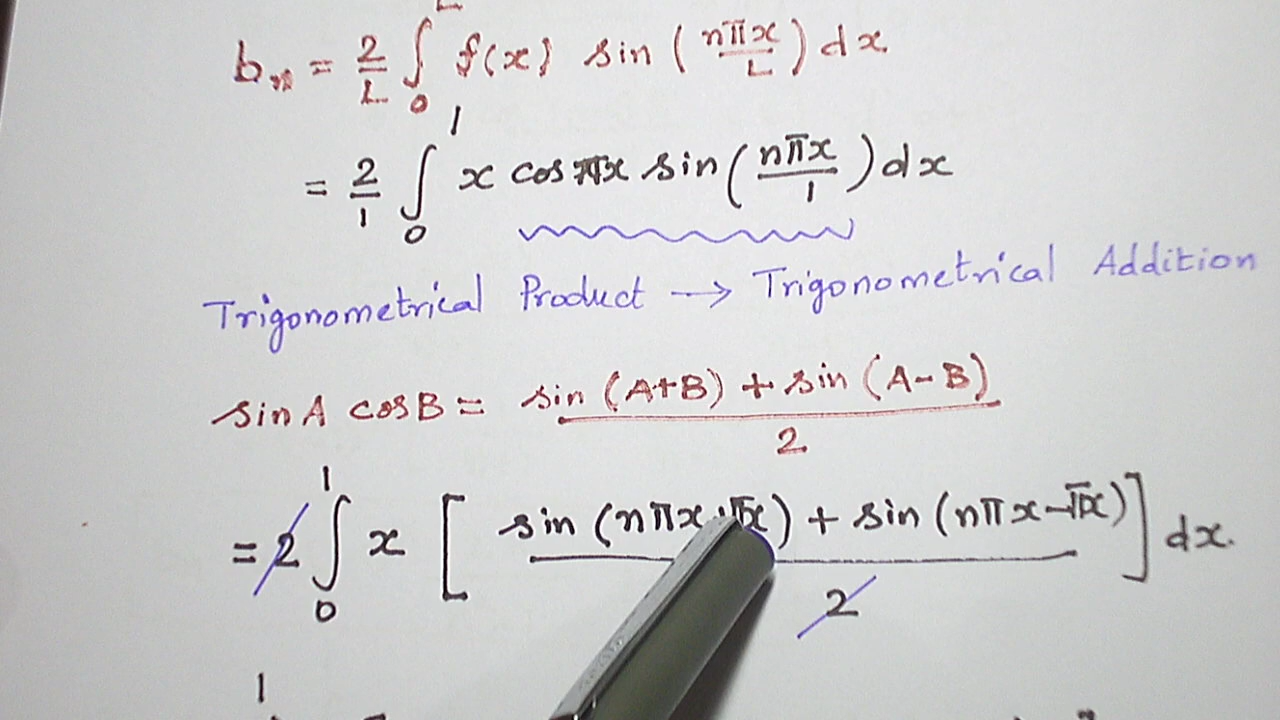 bₙ = 2/L ∫₀ᴸ f(x) sin (nπx/L) dx
= 2/1 ∫₀¹ x cos πx sin (nπx/1) dx
Trigonometrical Product → Trigonometrical Addition
sin A cos B = sin (A+B) + sin (A-B) / 2
= 2 ∫₀¹ x [ sin (nπx+πx) + sin (nπx-πx) / 2 ] dx.
1